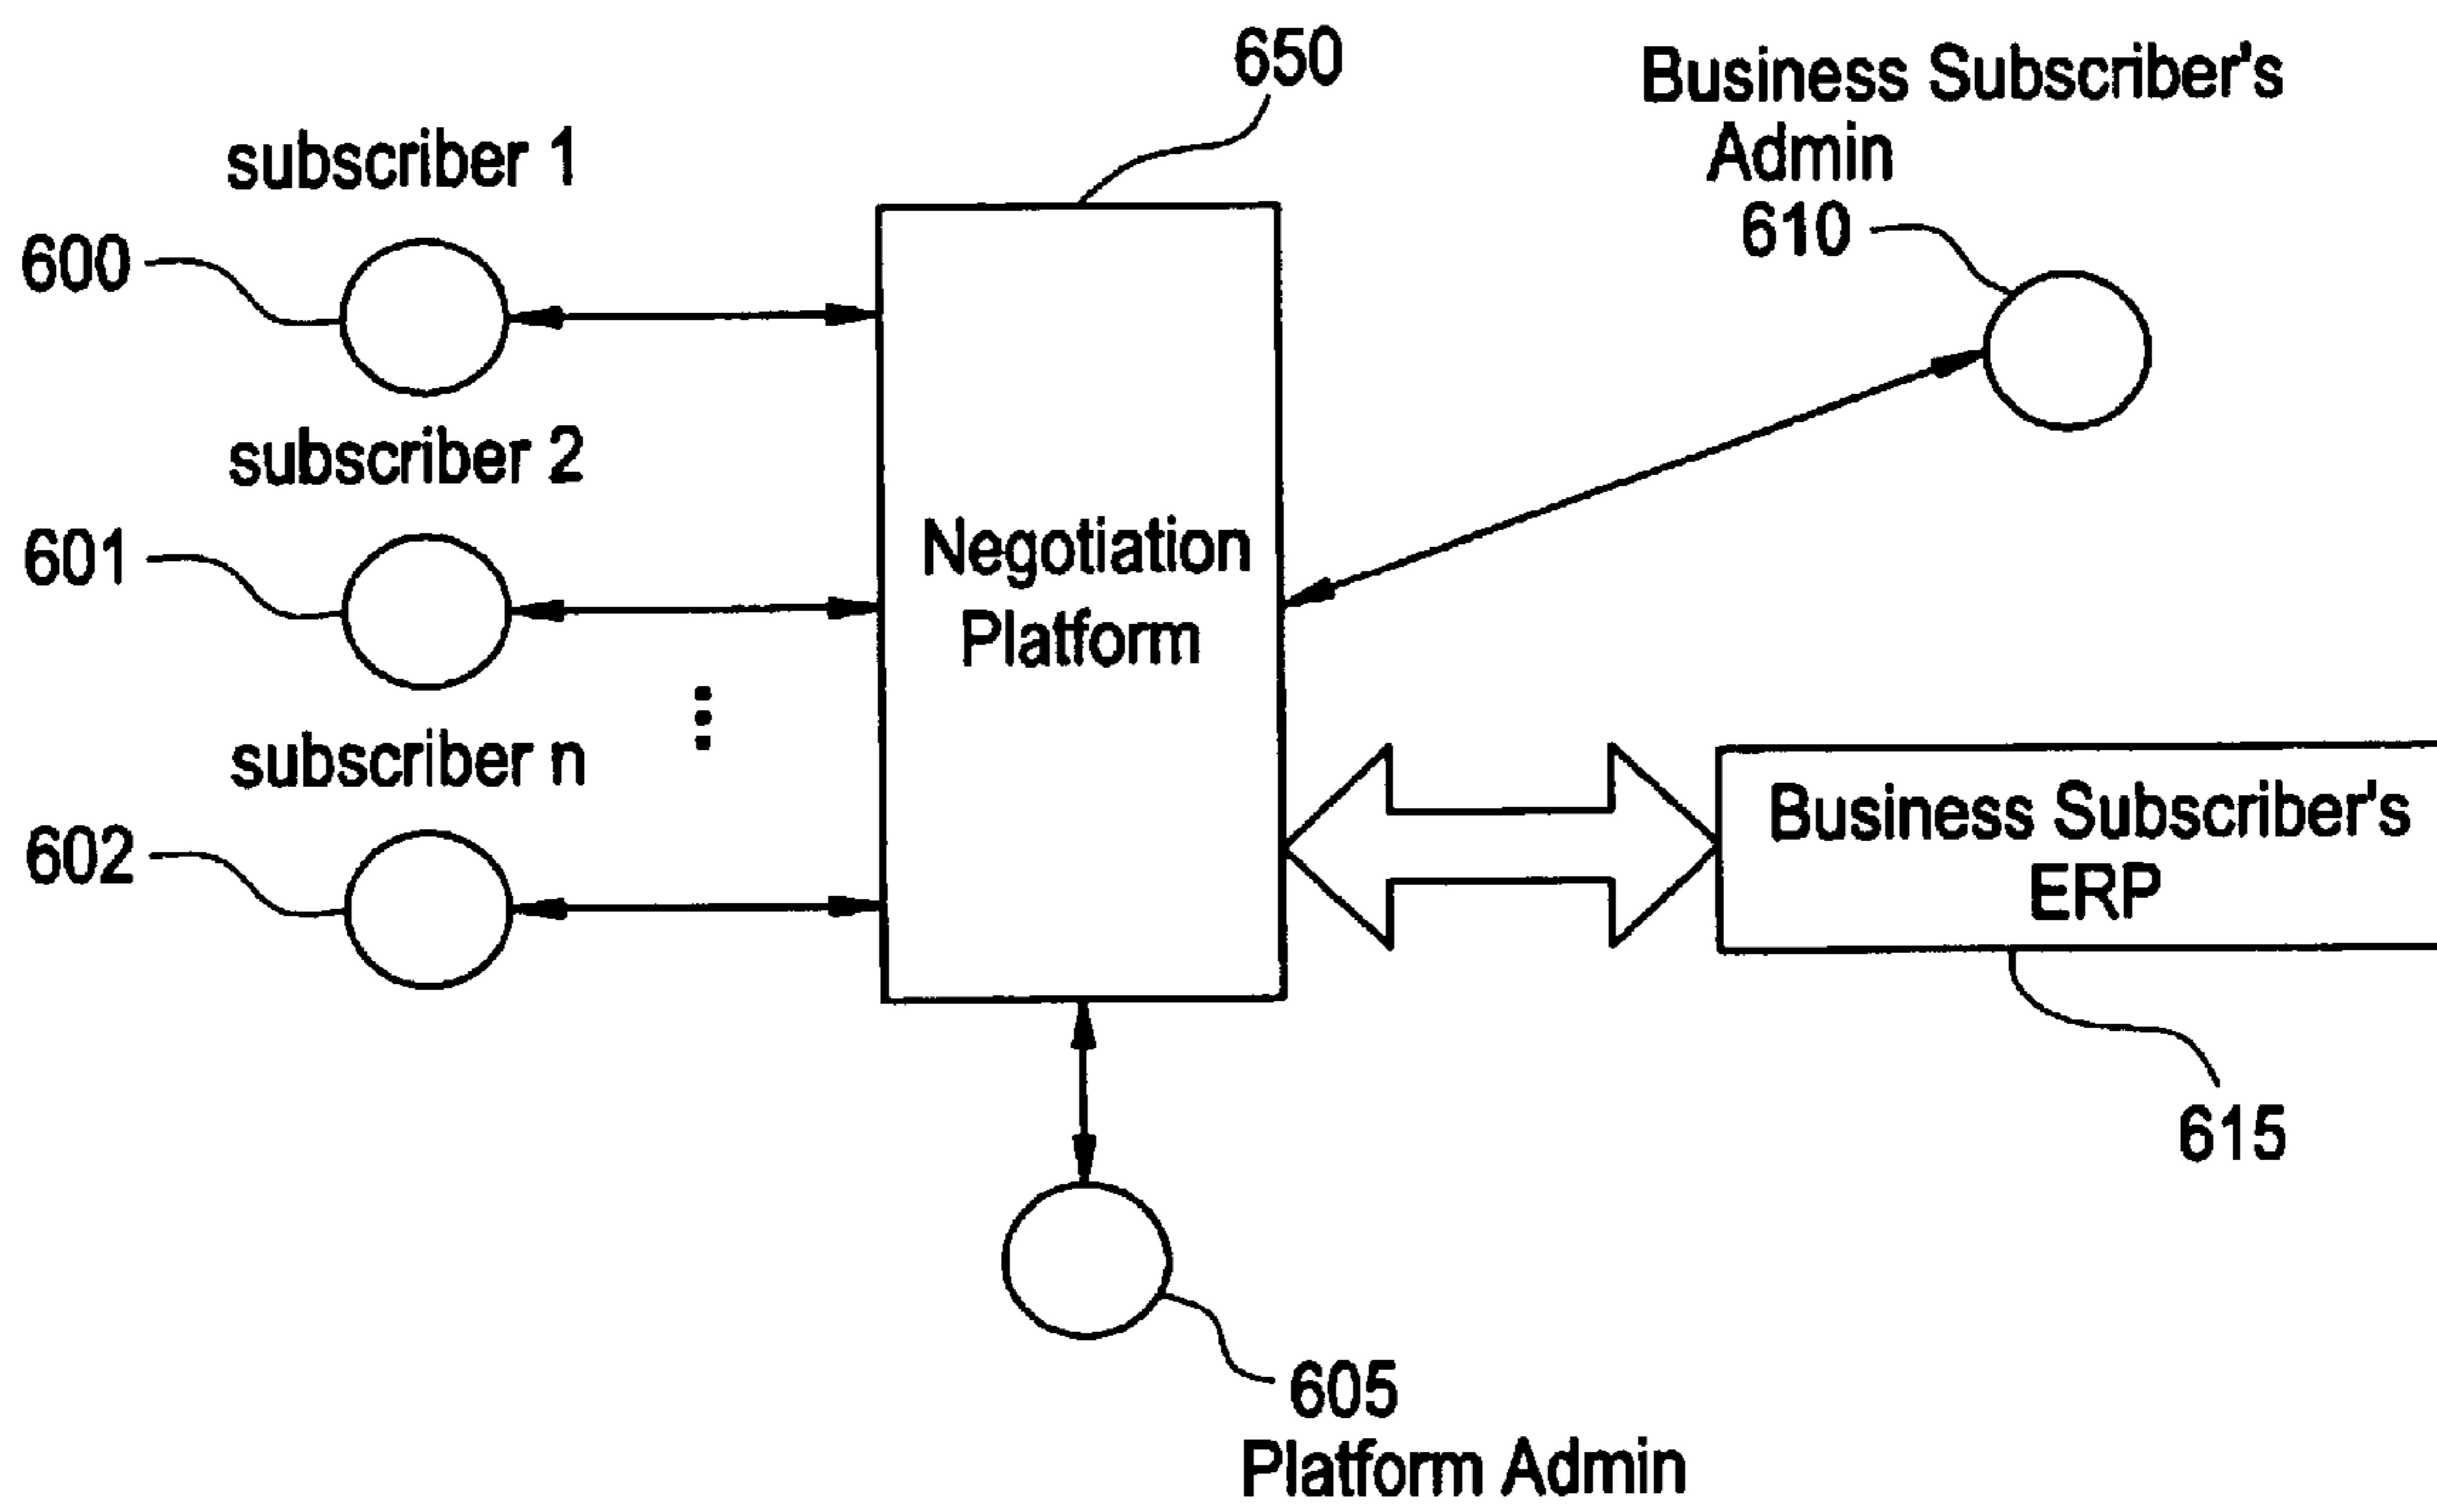 650
Business Subscriber's
Admin
610
subscriber 1
600
subscriber 2
601
Negotiation
Platform
subscriber n
602
Business Subscriber's
ERP
615
605
Platform Admin